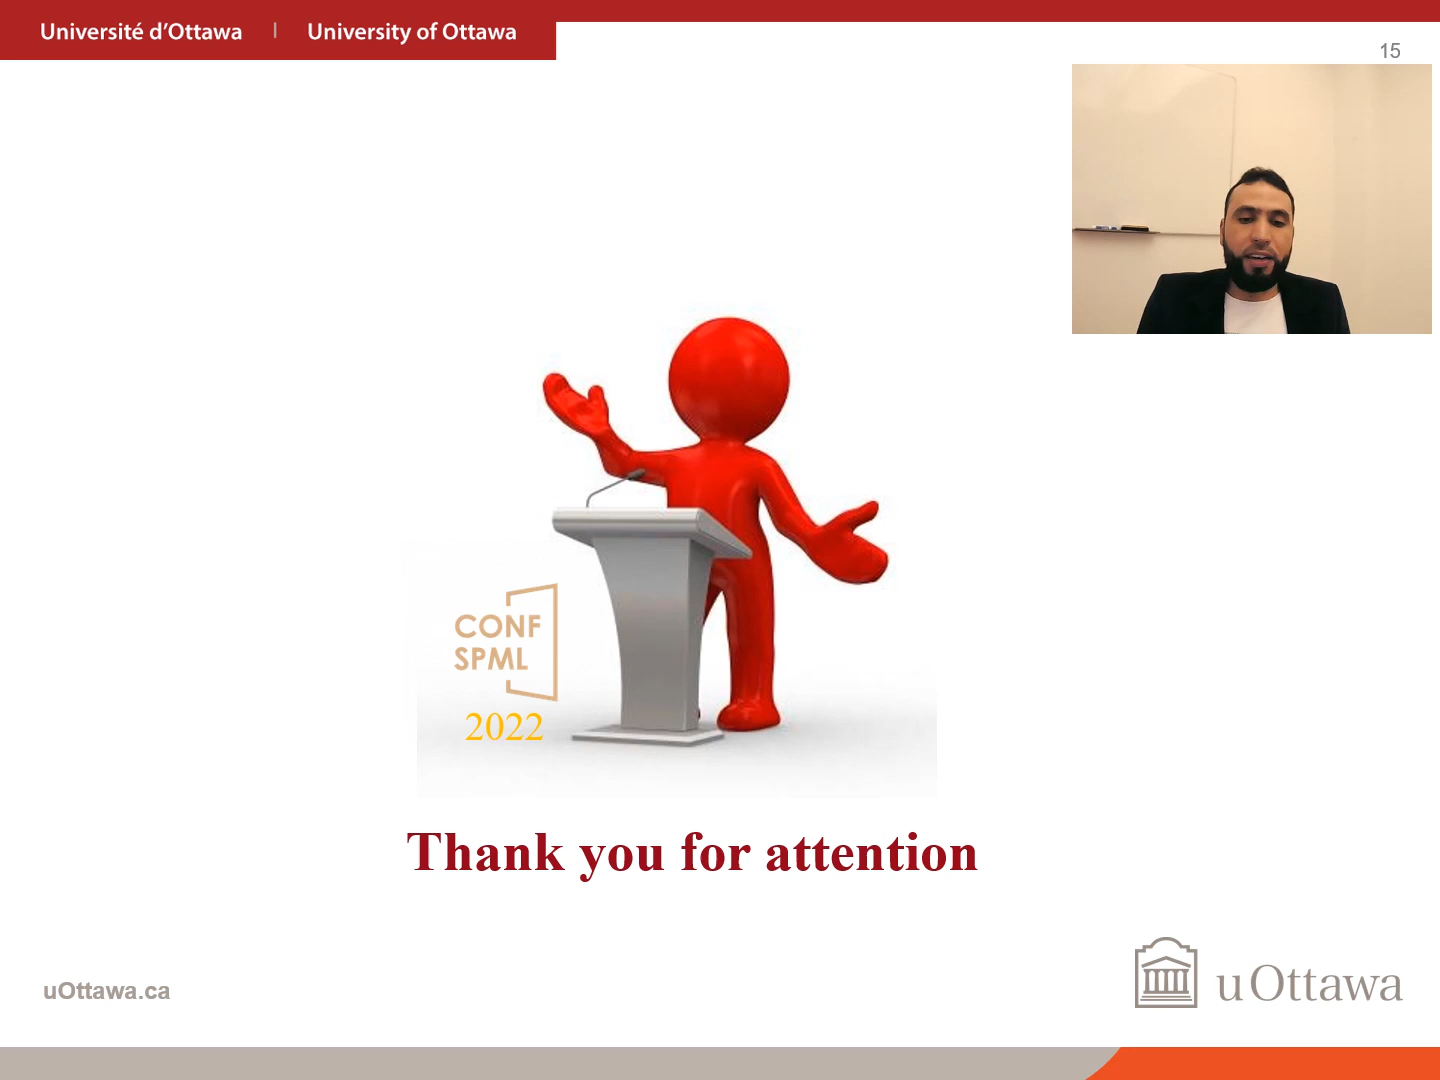 Université d'Ottawa | University of Ottawa
15
CONF
SPML
2022
Thank you for attention
uOttawa.ca
uOttawa